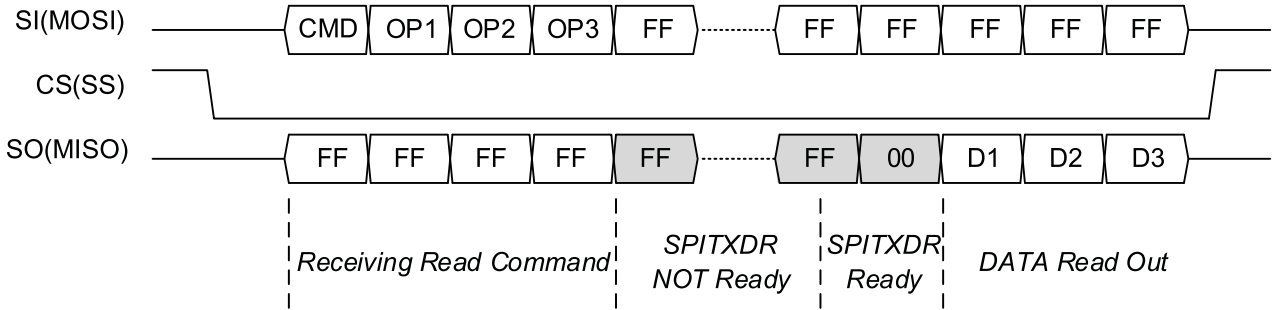 SI(MOSI) CMD OP1 OP2 OP3 FF FF FF FF FF FF
CS(SS)
SO(MISO) FF FF FF FF FF FF 00 D1 D2 D3
Receiving Read Command
SPITXDR
NOT Ready
SPITXDR
Ready
DATA Read Out